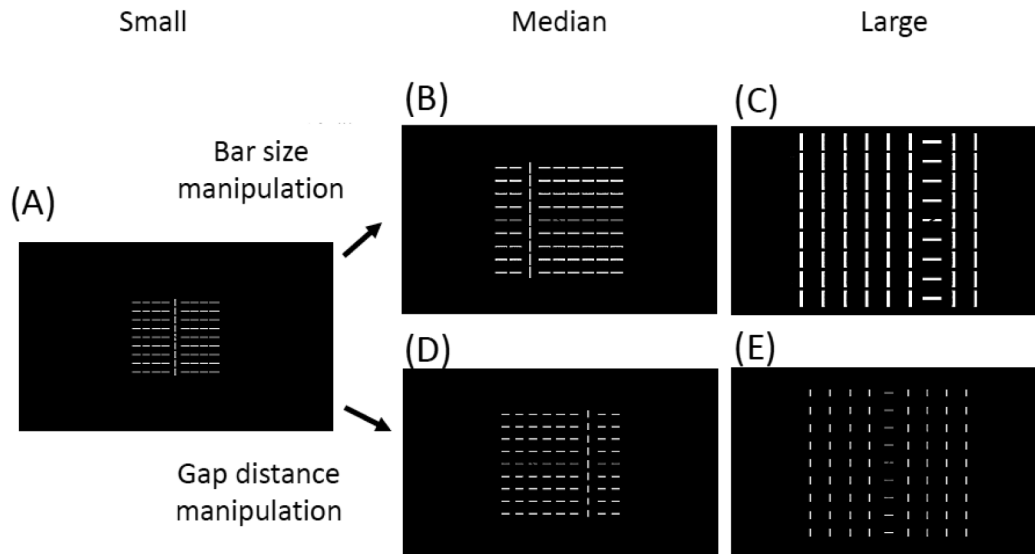 Small
Median
Large
(A)
Bar size
manipulation
(B)
(C)
Gap distance
manipulation
(D)
(E)